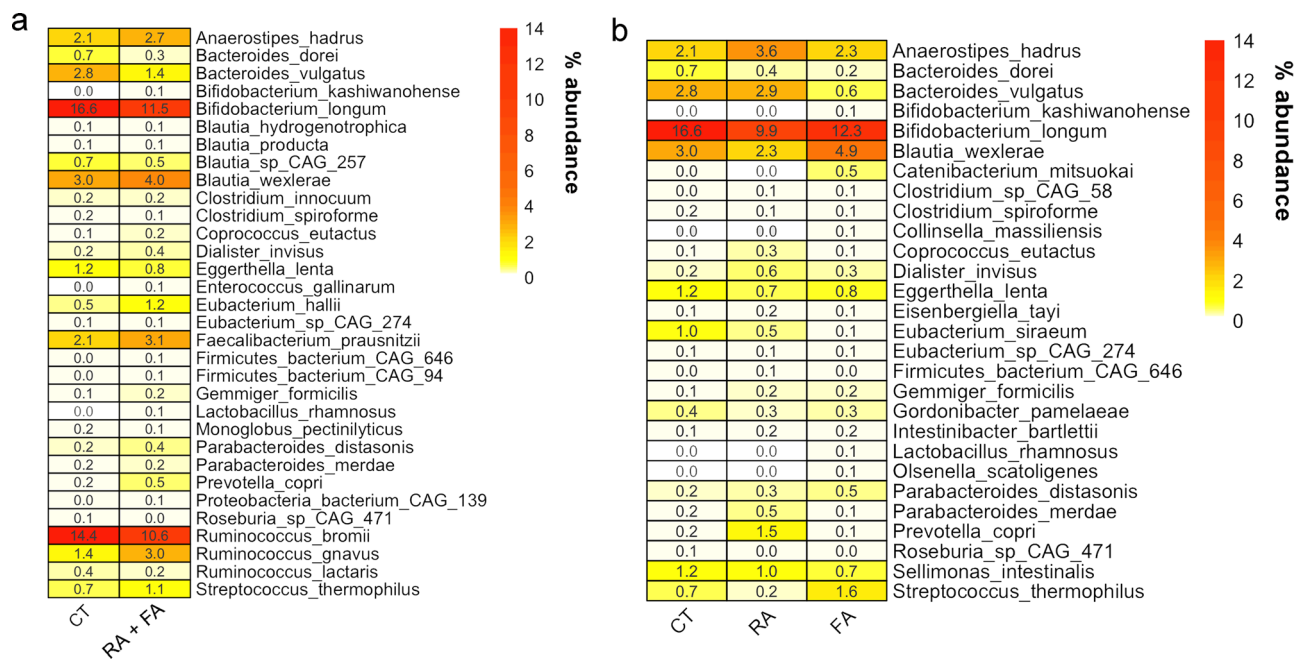 a
2.1 2.7 Anaerostipes_hadrus
0.7 0.3 Bacteroides_dorei
2.8 1.4 Bacteroides_vulgatus
0.0 0.1 Bifidobacterium_kashiwanohense
16.6 11.5 Bifidobacterium_longum
0.1 0.1 Blautia_hydrogenotrophica
0.1 0.1 Blautia_producta
0.7 0.5 Blautia_sp_CAG_257
3.0 4.0 Blautia_wexlerae
0.2 0.2 Clostridium_innocuum
0.2 0.1 Clostridium_spiroforme
0.1 0.2 Coprococcus_eutactus
0.2 0.4 Dialister_invisus
1.2 0.8 Eggerthella_lenta
0.0 0.1 Enterococcus_gallinarum
0.5 1.2 Eubacterium_hallii
0.1 0.1 Eubacterium_sp_CAG_274
2.1 3.1 Faecalibacterium_prausnitzii
0.0 0.1 Firmicutes_bacterium_CAG_646
0.0 0.1 Firmicutes_bacterium_CAG_94
0.1 0.2 Gemmiger_formicilis
0.0 0.1 Lactobacillus_rhamnosus
0.2 0.1 Monoglobus_pectinilyticus
0.2 0.4 Parabacteroides_distasonis
0.2 0.2 Parabacteroides_merdae
0.2 0.5 Prevotella_copri
0.0 0.1 Proteobacteria_bacterium_CAG_139
0.1 0.0 Roseburia_sp_CAG_471
14.4 10.6 Ruminococcus_bromii
1.4 3.0 Ruminococcus_gnavus
0.4 0.2 Ruminococcus_lactaris
0.7 1.1 Streptococcus_thermophilus
CT RA + FA
14
12
10
8
6
4
2
0
% abundance
b
2.1 3.6 2.3 Anaerostipes_hadrus
0.7 0.4 0.2 Bacteroides_dorei
2.8 2.9 0.6 Bacteroides_vulgatus
0.0 0.0 0.1 Bifidobacterium_kashiwanohense
16.6 9.9 12.3 Bifidobacterium_longum
3.0 2.3 4.9 Blautia_wexlerae
0.0 0.0 0.5 Catenibacterium_mitsuokai
0.0 0.1 0.1 Clostridium_sp_CAG_58
0.2 0.1 0.1 Clostridium_spiroforme
0.0 0.0 0.1 Collinsella_massiliensis
0.1 0.3 0.1 Coprococcus_eutactus
0.2 0.6 0.3 Dialister_invisus
1.2 0.7 0.8 Eggerthella_lenta
0.1 0.2 0.1 Eisenbergiella_tayi
1.0 0.5 0.1 Eubacterium_siraeum
0.1 0.1 0.1 Eubacterium_sp_CAG_274
0.0 0.1 0.0 Firmicutes_bacterium_CAG_646
0.1 0.2 0.2 Gemmiger_formicilis
0.4 0.3 0.3 Gordonibacter_pamelaeae
0.1 0.2 0.2 Intestinibacter_bartlettii
0.0 0.0 0.1 Lactobacillus_rhamnosus
0.0 0.0 0.1 Olsenella_scatoligenes
0.2 0.3 0.5 Parabacteroides_distasonis
0.2 0.5 0.1 Parabacteroides_merdae
0.2 1.5 0.1 Prevotella_copri
0.1 0.0 0.0 Roseburia_sp_CAG_471
1.2 1.0 0.7 Sellimonas_intestinalis
0.7 0.2 1.6 Streptococcus_thermophilus
CT RA FA
14
12
10
8
6
4
2
0
% abundance